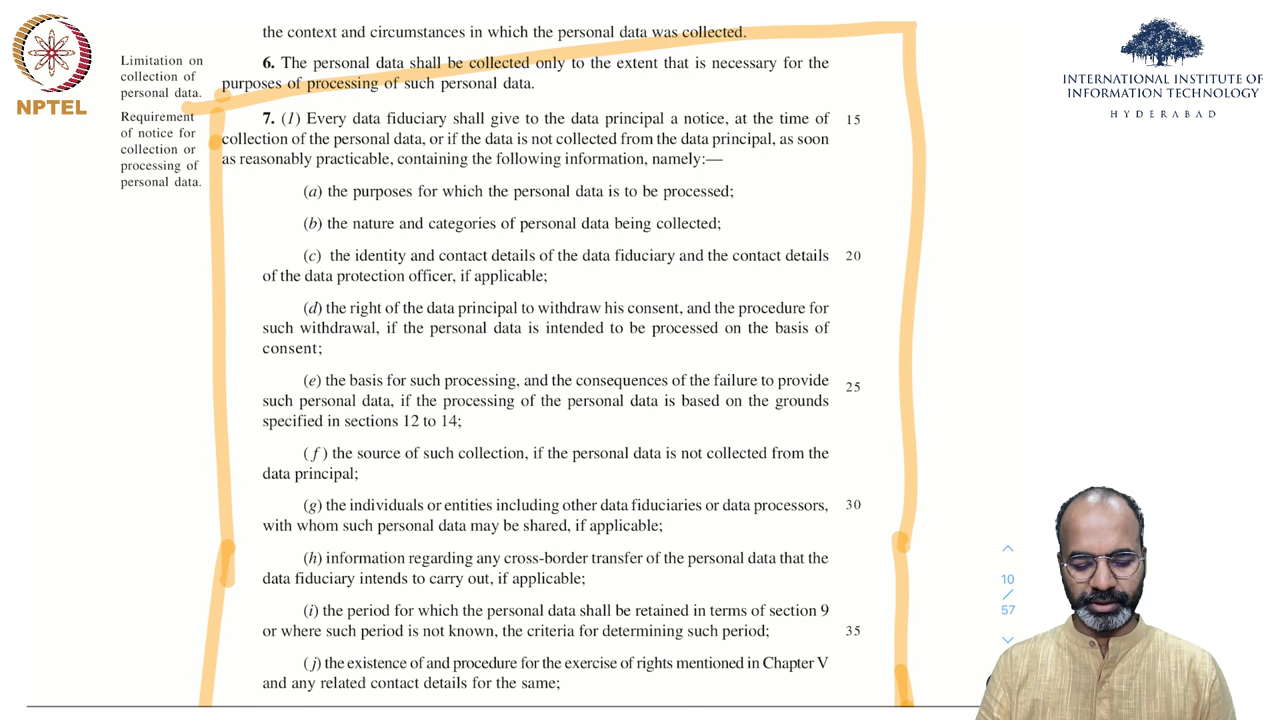 the context and circumstances in which the personal data was collected.
Limitation on
collection of
personal data.
6. The personal data shall be collected only to the extent that is necessary for the
purposes of processing of such personal data.
Requirement
of notice for
collection or
processing of
personal data.
7. (1) Every data fiduciary shall give to the data principal a notice, at the time of 15
collection of the personal data, or if the data is not collected from the data principal, as soon
as reasonably practicable, containing the following information, namely:—
(a) the purposes for which the personal data is to be processed;
(b) the nature and categories of personal data being collected;
(c) the identity and contact details of the data fiduciary and the contact details 20
of the data protection officer, if applicable;
(d) the right of the data principal to withdraw his consent, and the procedure for
such withdrawal, if the personal data is intended to be processed on the basis of
consent;
(e) the basis for such processing, and the consequences of the failure to provide 25
such personal data, if the processing of the personal data is based on the grounds
specified in sections 12 to 14;
(f) the source of such collection, if the personal data is not collected from the
data principal;
(g) the individuals or entities including other data fiduciaries or data processors, 30
with whom such personal data may be shared, if applicable;
(h) information regarding any cross-border transfer of the personal data that the
data fiduciary intends to carry out, if applicable;
(i) the period for which the personal data shall be retained in terms of section 9
or where such period is not known, the criteria for determining such period; 35
(j) the existence of and procedure for the exercise of rights mentioned in Chapter V
and any related contact details for the same;
NPTEL
INTERNATIONAL INSTITUTE OF
INFORMATION TECHNOLOGY
HYDERABAD
10
/
57